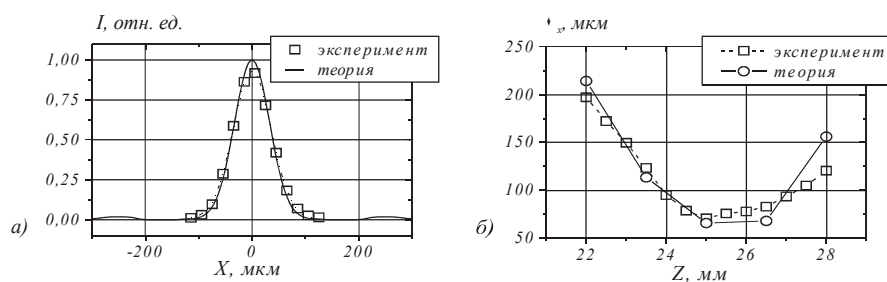 I, отн. ед.
эксперимент
теория
1,00
0,75
0,50
0,25
0,00
а)
-200
0
200
X, мкм
x, мкм
эксперимент
теория
250
200
150
100
50
б)
22
24
26
28
Z, мм